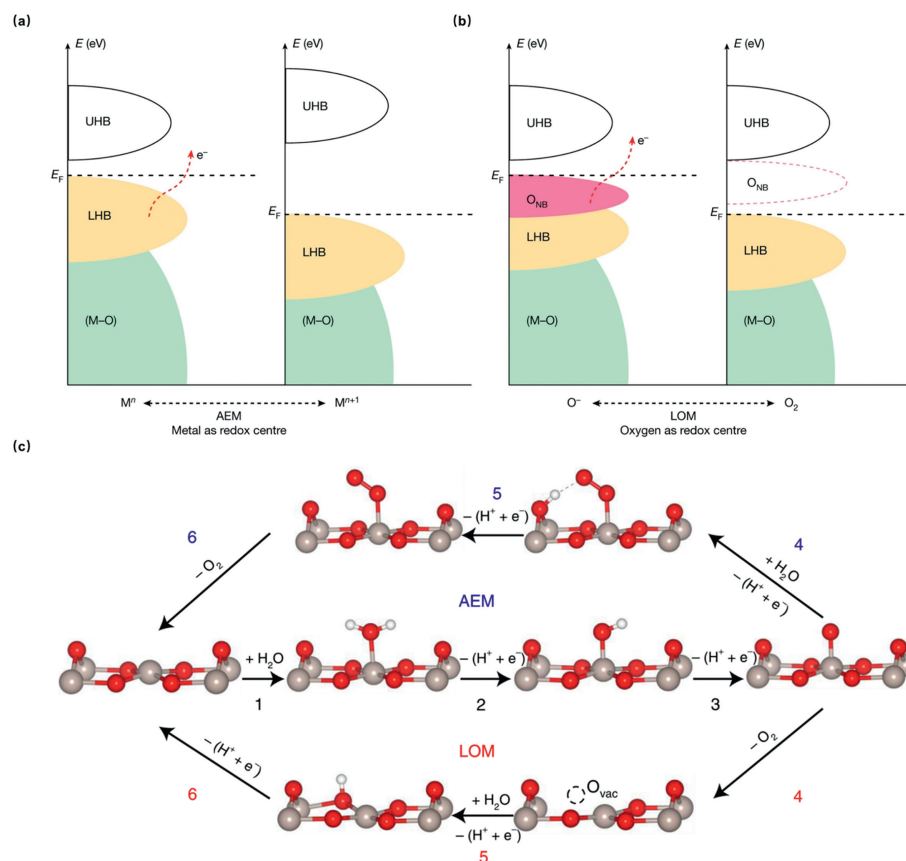 (a)
E (eV)
UHB
e⁻
E_F
LHB
(M–O)
E (eV)
UHB
E_F
LHB
(M–O)
Mⁿ
Mⁿ⁺¹
AEM
Metal as redox centre
(b)
E (eV)
UHB
e⁻
E_F
O_NB
LHB
(M–O)
E (eV)
UHB
O_NB
E_F
LHB
(M–O)
O⁻
O₂
LOM
Oxygen as redox centre
(c)
5
– (H⁺ + e⁻)
6
– O₂
4
+ H₂O
– (H⁺ + e⁻)
AEM
+ H₂O
1
– (H⁺ + e⁻)
2
– (H⁺ + e⁻)
3
LOM
– (H⁺ + e⁻)
6
+ H₂O
– (H⁺ + e⁻)
5
O_vac
– O₂
4